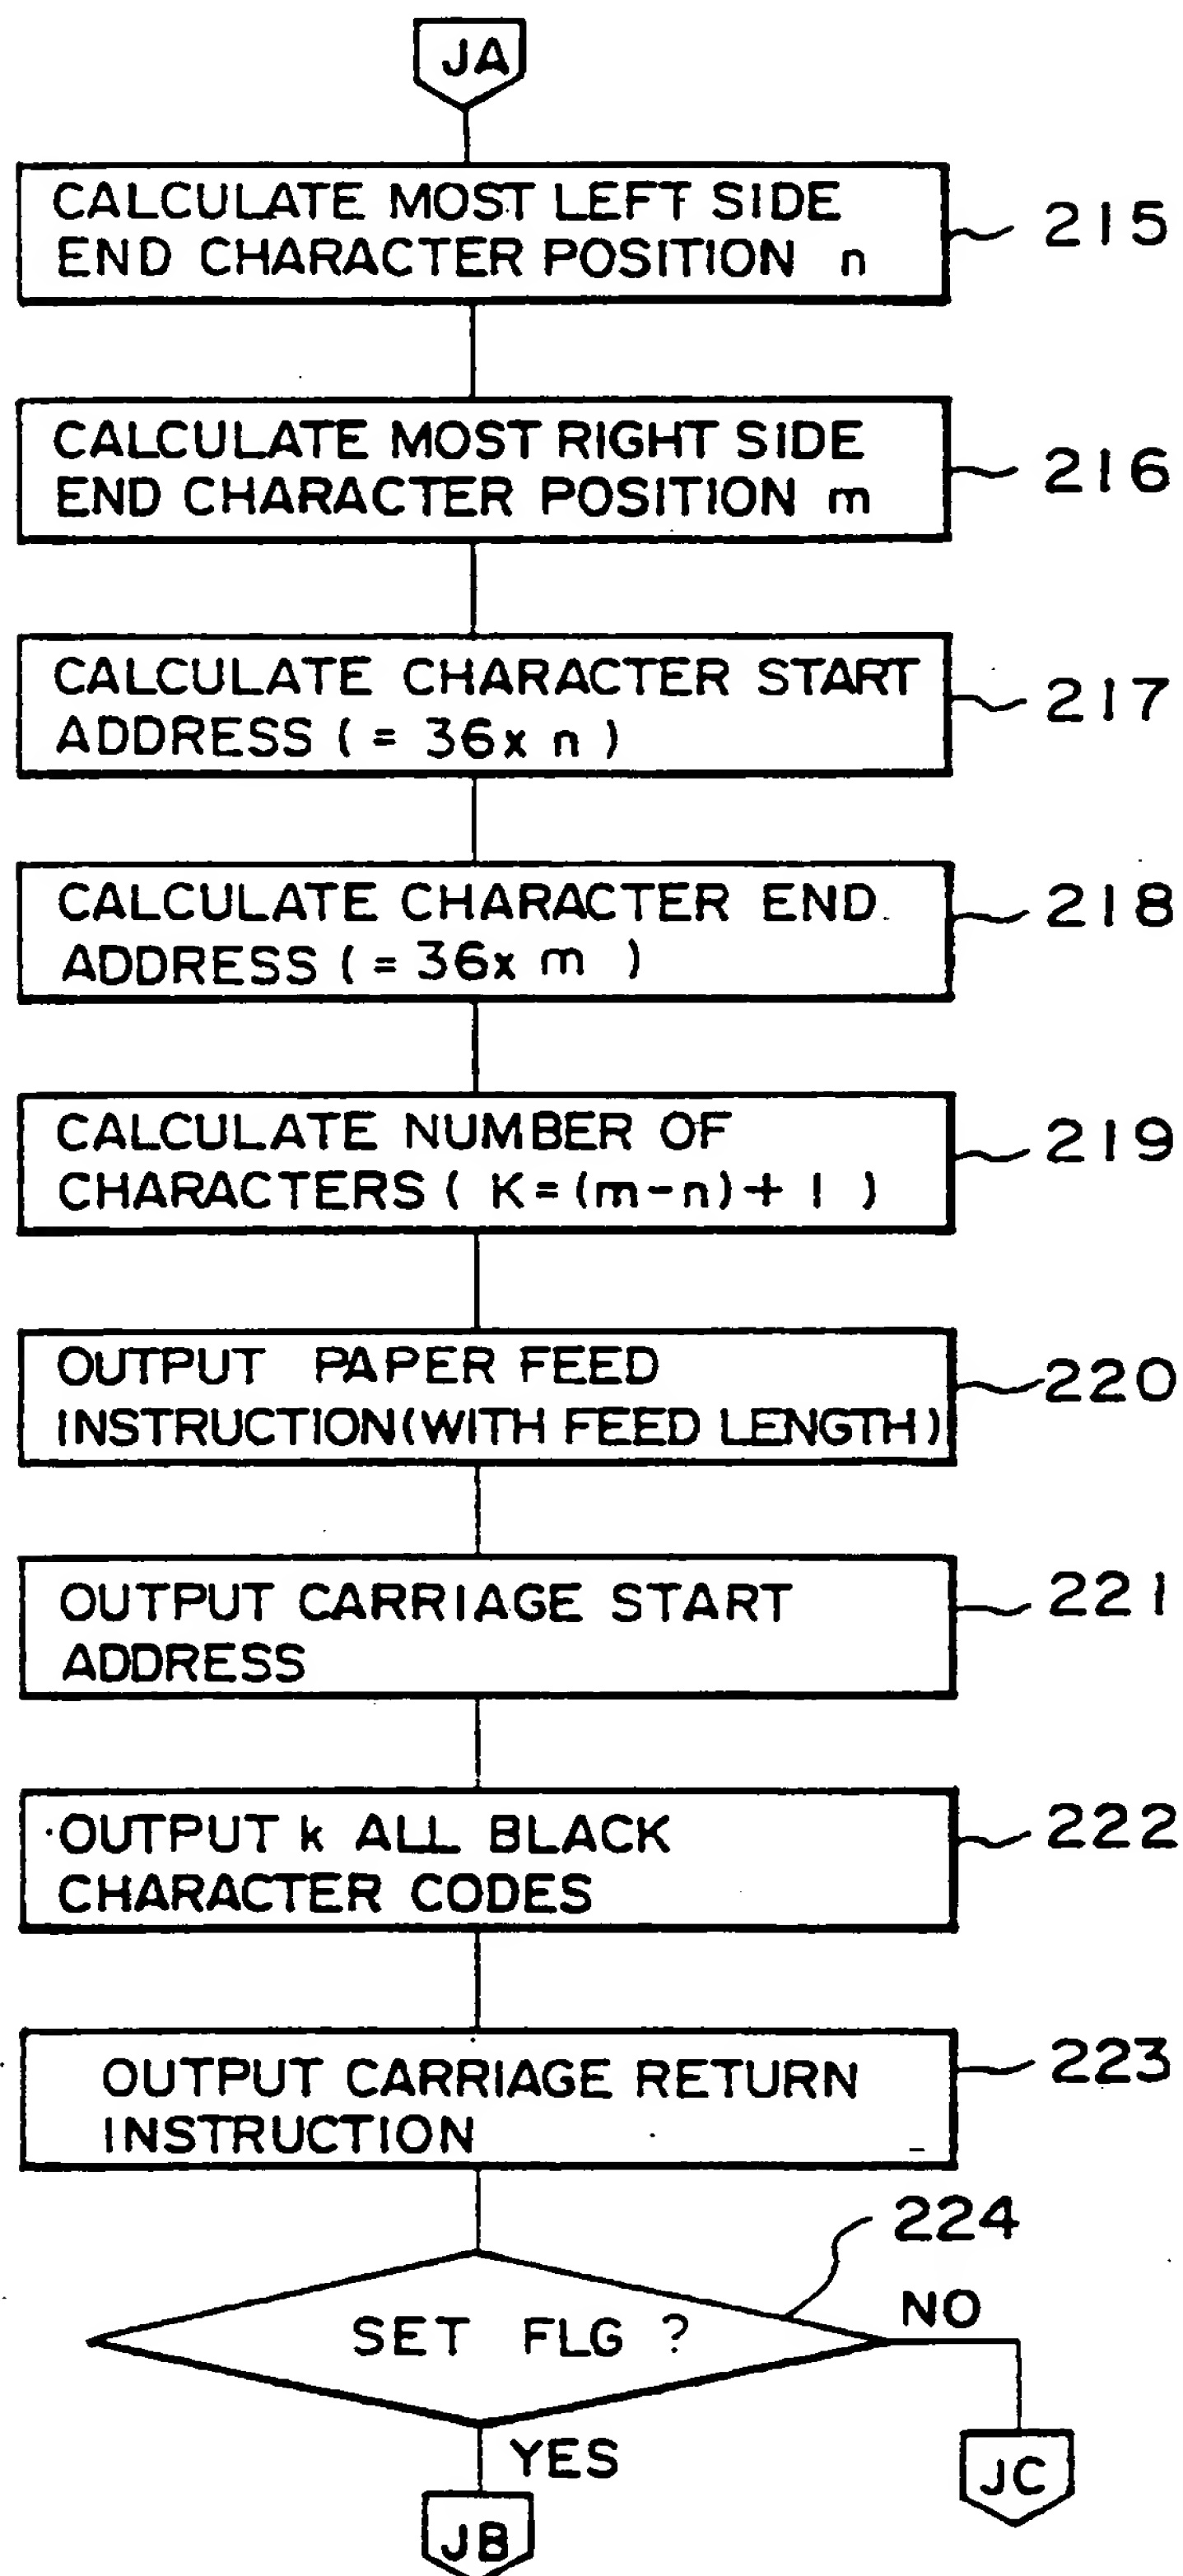 JA
CALCULATE MOST LEFT SIDE
END CHARACTER POSITION n
215
CALCULATE MOST RIGHT SIDE
END CHARACTER POSITION m
216
CALCULATE CHARACTER START
ADDRESS ( = 36x n )
217
CALCULATE CHARACTER END
ADDRESS ( = 36x m )
218
CALCULATE NUMBER OF
CHARACTERS ( K = (m-n) + 1 )
219
OUTPUT PAPER FEED
INSTRUCTION(WITH FEED LENGTH)
220
OUTPUT CARRIAGE START
ADDRESS
221
OUTPUT k ALL BLACK
CHARACTER CODES
222
OUTPUT CARRIAGE RETURN
INSTRUCTION
223
224
SET FLG ?
NO
YES
JC
JB